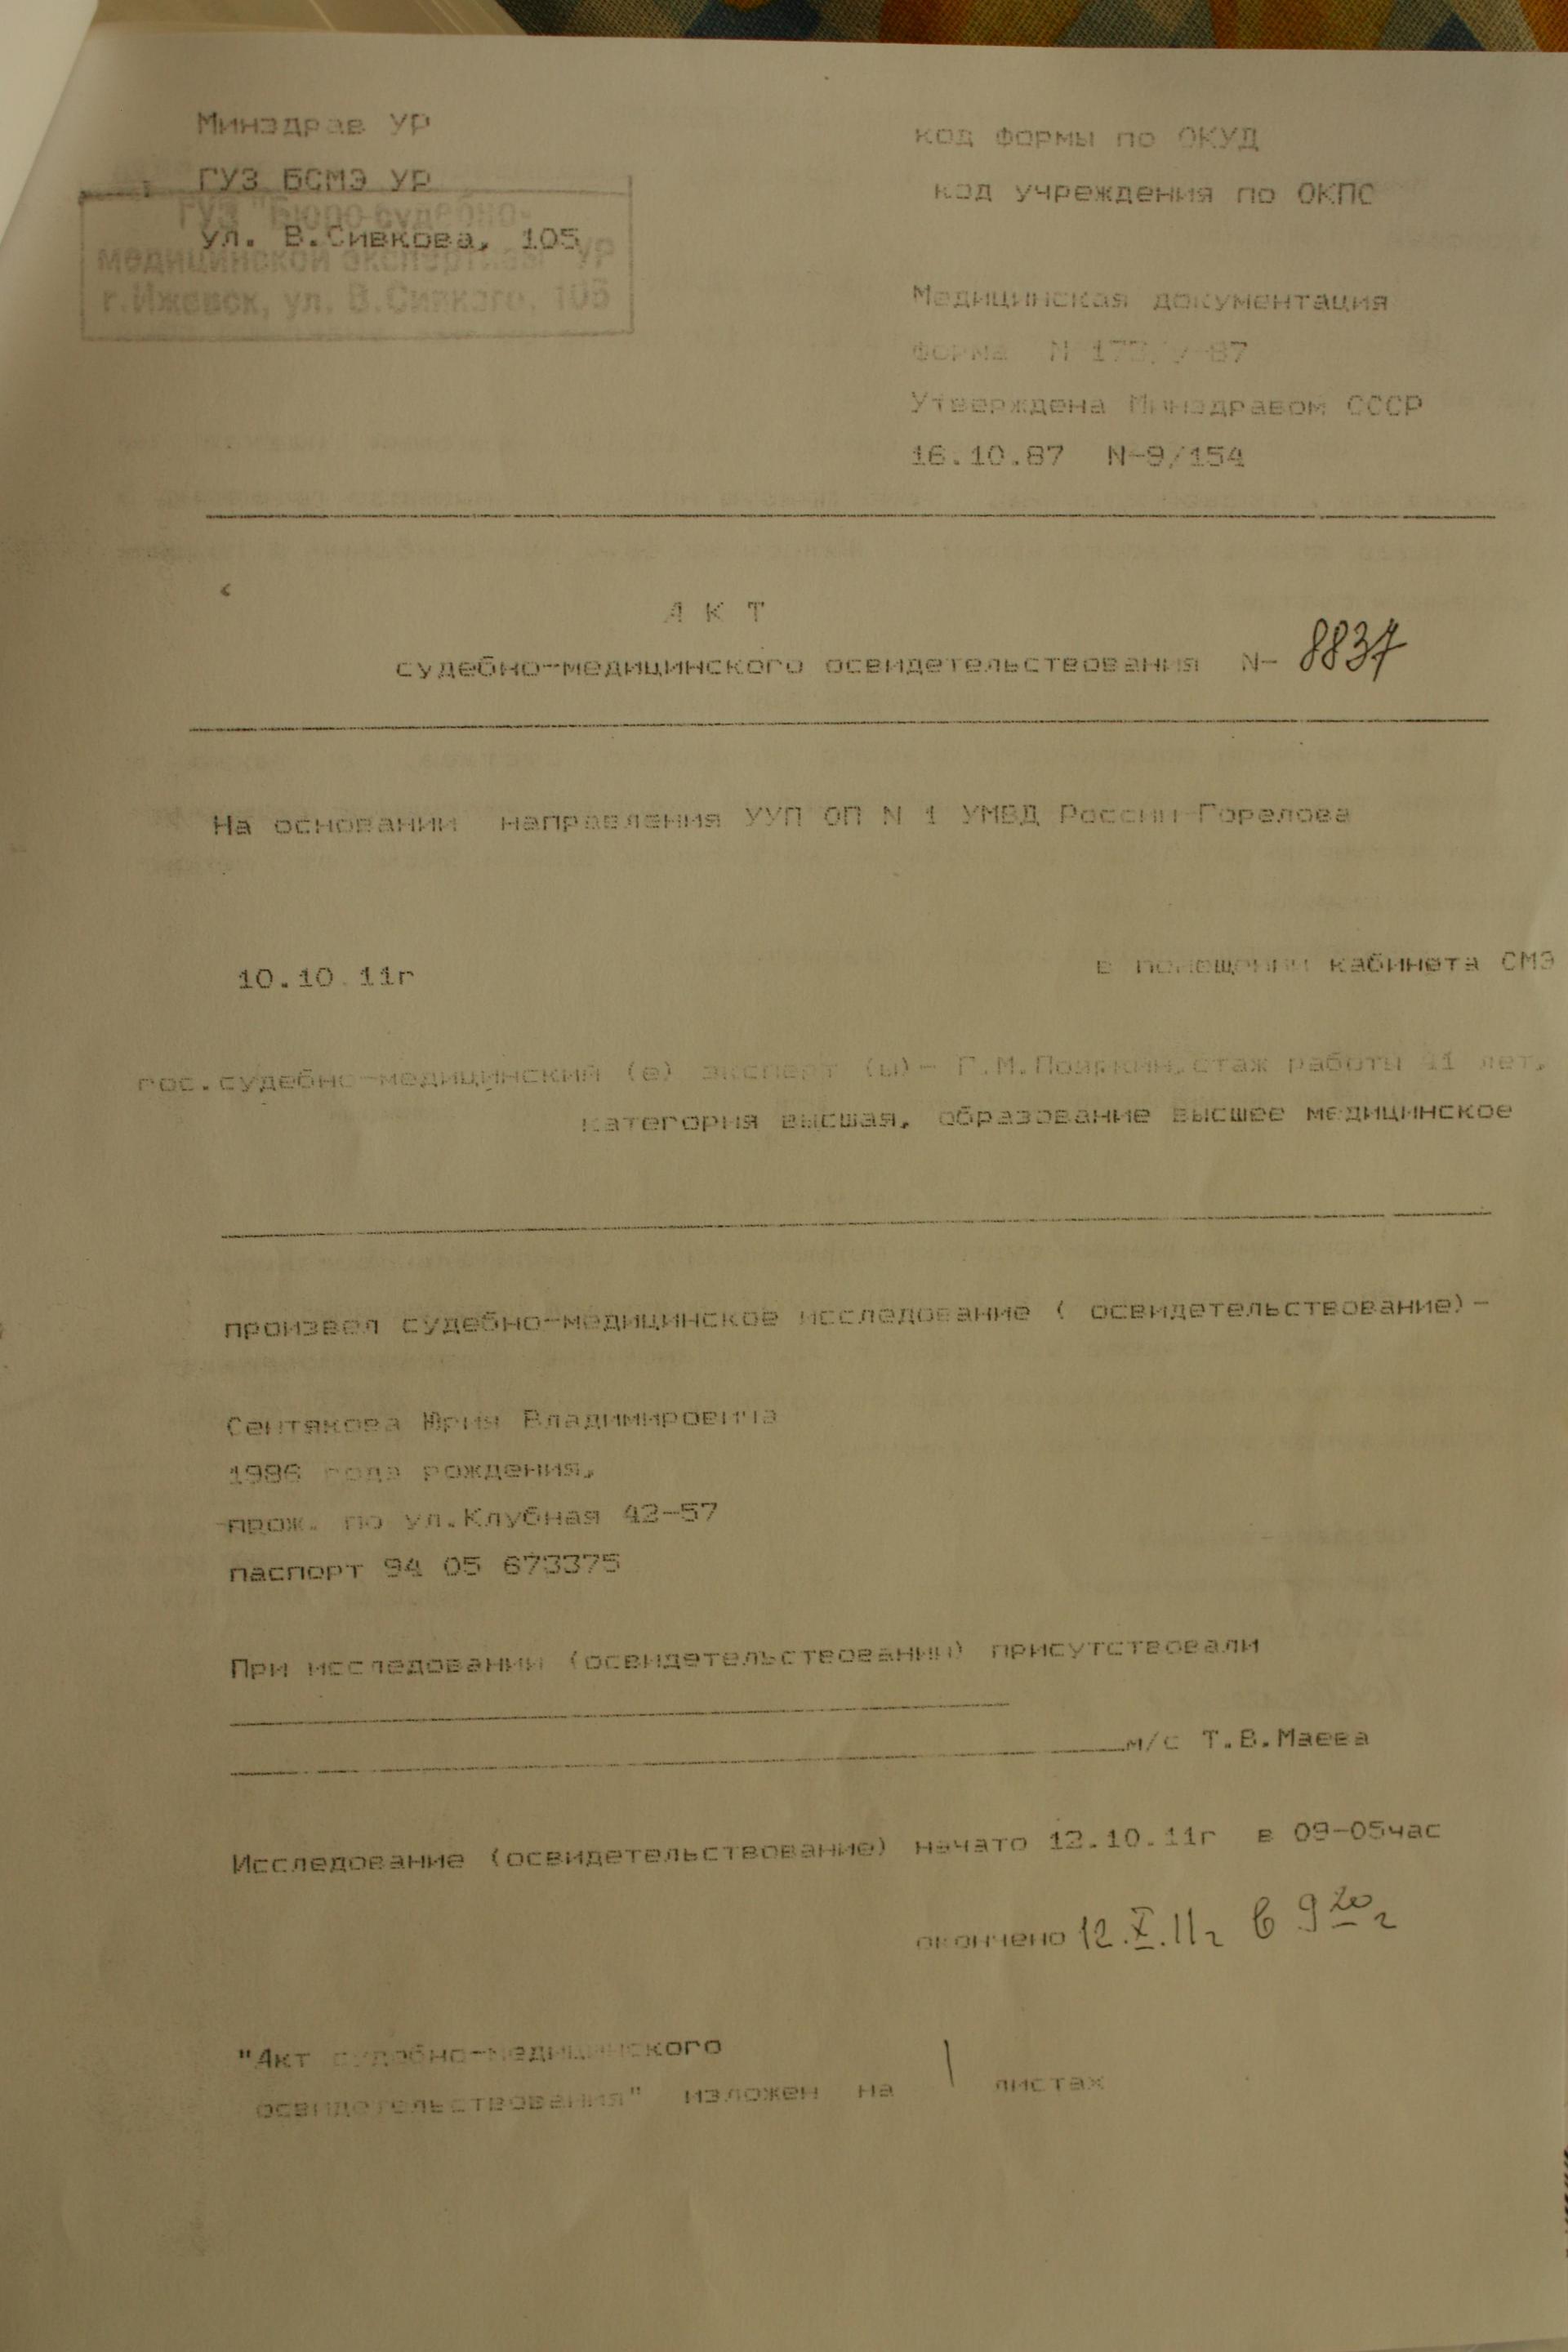 Минздрав УР
код формы по ОКУД
ГУЗ БСМЭ УР
код учреждения по ОКПО
ГУЗ "Бюро судебно-
ул. В.Сивкова, 105
медицинской экспертизы" УР
г.Ижевск, ул. В.Сивкова, 105
Медицинская документация
форма N 173/у-87
Утверждена Минздравом СССР
16.10.87 N-9/154
А К Т
судебно-медицинского освидетельствования N- 8837
На основании направления УУП ОП N 1 УМВД России-Горелова
10.10.11г
в помещении кабинета СМЭ
гос.судебно-медицинский (е) эксперт (ы)- Г.М. стаж работы лет,
категория высшая, образование высшее медицинское
произвел судебно-медицинское исследование ( освидетельствование)-
Сентякова Юрия Владимировича
1986 года рождения,
прож. по ул.Клубная 42-57
паспорт 94 05 673375
При исследовании (освидетельствовании) присутствовали
м/с Т.В.Маева
Исследование (освидетельствование) начато 12.10.11г в 09-05час
окончено 12.X.11г в 9 20
"Акт судебно-медицинского
освидетельствования" изложен на 1 листах